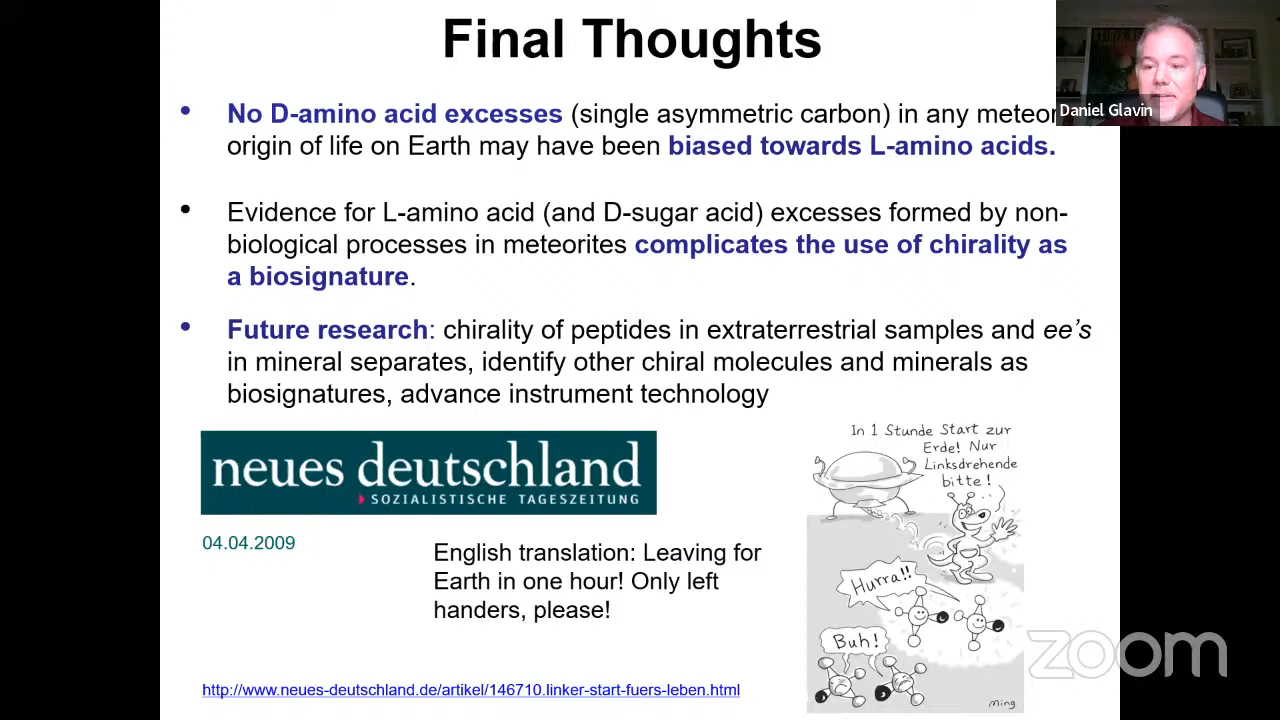 Final Thoughts
Daniel Glavin
• No D-amino acid excesses (single asymmetric carbon) in any meteor
origin of life on Earth may have been biased towards L-amino acids.
• Evidence for L-amino acid (and D-sugar acid) excesses formed by non-
biological processes in meteorites complicates the use of chirality as
a biosignature.
• Future research: chirality of peptides in extraterrestrial samples and ee's
in mineral separates, identify other chiral molecules and minerals as
biosignatures, advance instrument technology
neues deutschland
SOZIALISTISCHE TAGESZEITUNG
04.04.2009
English translation: Leaving for
Earth in one hour! Only left
handers, please!
In 1 Stunde Start zur
Erde! Nur
Linksdrehende
bitte!
Hurra!!
Buh!
Ming
zoom
http://www.neues-deutschland.de/artikel/146710.linker-start-fuers-leben.html